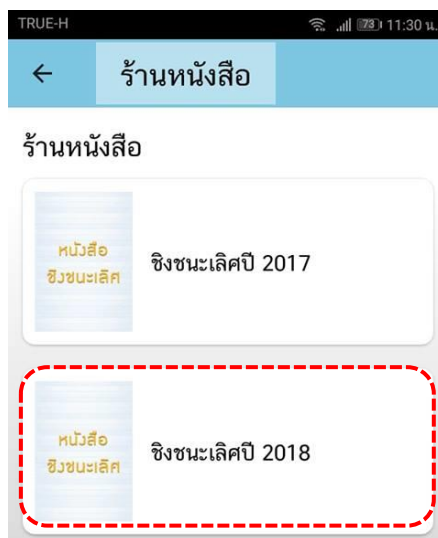 TRUE-H 73 11:30 น.
ร้านหนังสือ
ร้านหนังสือ
หนังสือ
ชิงชนะเลิศ
ชิงชนะเลิศปี 2017
หนังสือ
ชิงชนะเลิศ
ชิงชนะเลิศปี 2018